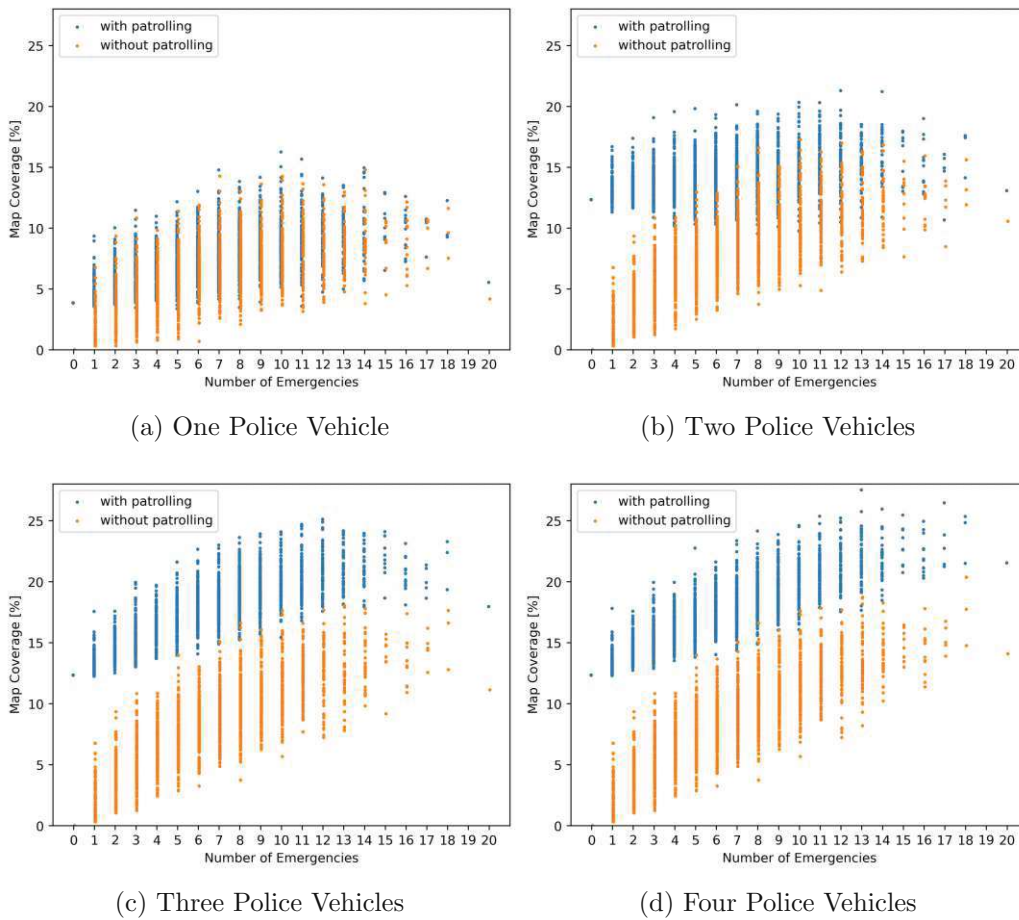 with patrolling
without patrolling
25
20
15
10
5
0
Map Coverage [%]
0 1 2 3 4 5 6 7 8 9 10 11 12 13 14 15 16 17 18 19 20
Number of Emergencies
(a) One Police Vehicle
with patrolling
without patrolling
25
20
15
10
5
0
Map Coverage [%]
0 1 2 3 4 5 6 7 8 9 10 11 12 13 14 15 16 17 18 19 20
Number of Emergencies
(b) Two Police Vehicles
with patrolling
without patrolling
25
20
15
10
5
0
Map Coverage [%]
0 1 2 3 4 5 6 7 8 9 10 11 12 13 14 15 16 17 18 19 20
Number of Emergencies
(c) Three Police Vehicles
with patrolling
without patrolling
25
20
15
10
5
0
Map Coverage [%]
0 1 2 3 4 5 6 7 8 9 10 11 12 13 14 15 16 17 18 19 20
Number of Emergencies
(d) Four Police Vehicles